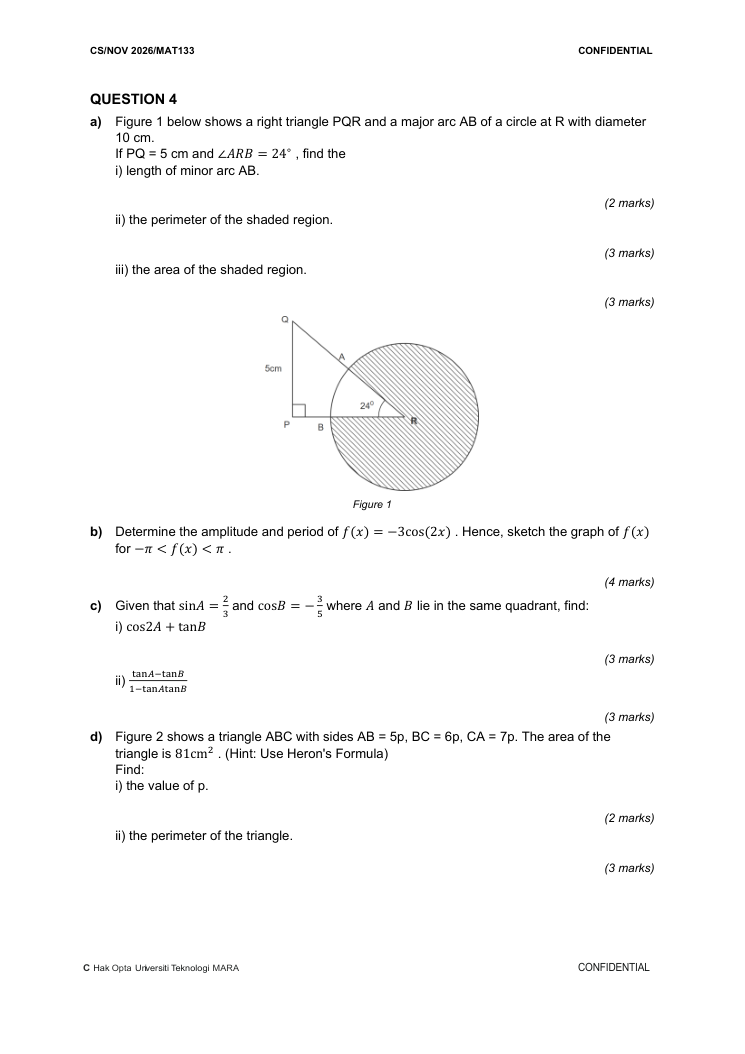 CS/NOV 2026/MAT133 CONFIDENTIAL
QUESTION 4
a) Figure 1 below shows a right triangle PQR and a major arc AB of a circle at R with diameter
10 cm.
If PQ = 5 cm and ∠ARB = 24° , find the
i) length of minor arc AB.
(2 marks)
ii) the perimeter of the shaded region.
(3 marks)
iii) the area of the shaded region.
(3 marks)
Q
A
5cm
24⁰
R
P
B
Figure 1
b) Determine the amplitude and period of f(x) = −3cos(2x) . Hence, sketch the graph of f(x)
for −π < f(x) < π .
(4 marks)
c) Given that sinA = 2/3 and cosB = −3/5 where A and B lie in the same quadrant, find:
i) cos2A + tanB
(3 marks)
ii) tanA−tanB / 1−tanAtanB
(3 marks)
d) Figure 2 shows a triangle ABC with sides AB = 5p, BC = 6p, CA = 7p. The area of the
triangle is 81cm² . (Hint: Use Heron's Formula)
Find:
i) the value of p.
(2 marks)
ii) the perimeter of the triangle.
(3 marks)
C Hak Opta Universiti Teknologi MARA CONFIDENTIAL